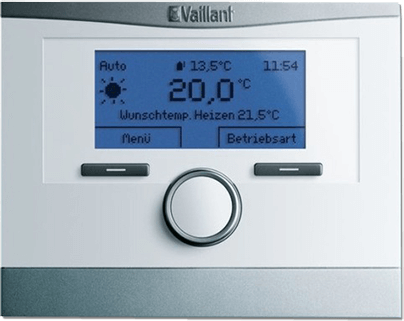 Vaillant
Auto 13,5°C 11:54
20,0°C
Wunschtemp. Heizen 21,5°C
Menü Betriebsart